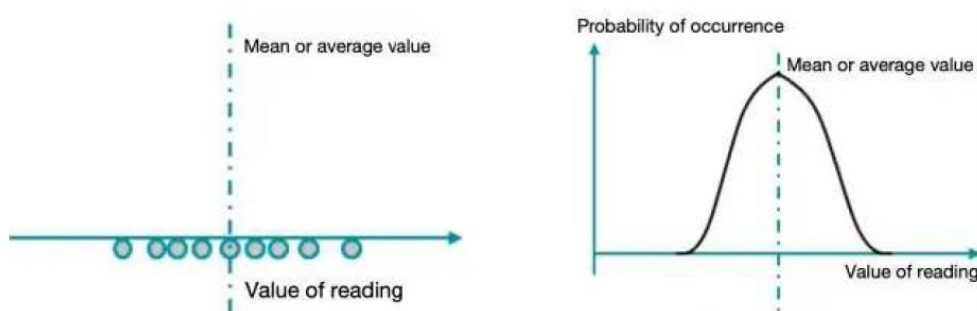 Mean or average value
Value of reading
Probability of occurrence
Mean or average value
Value of reading